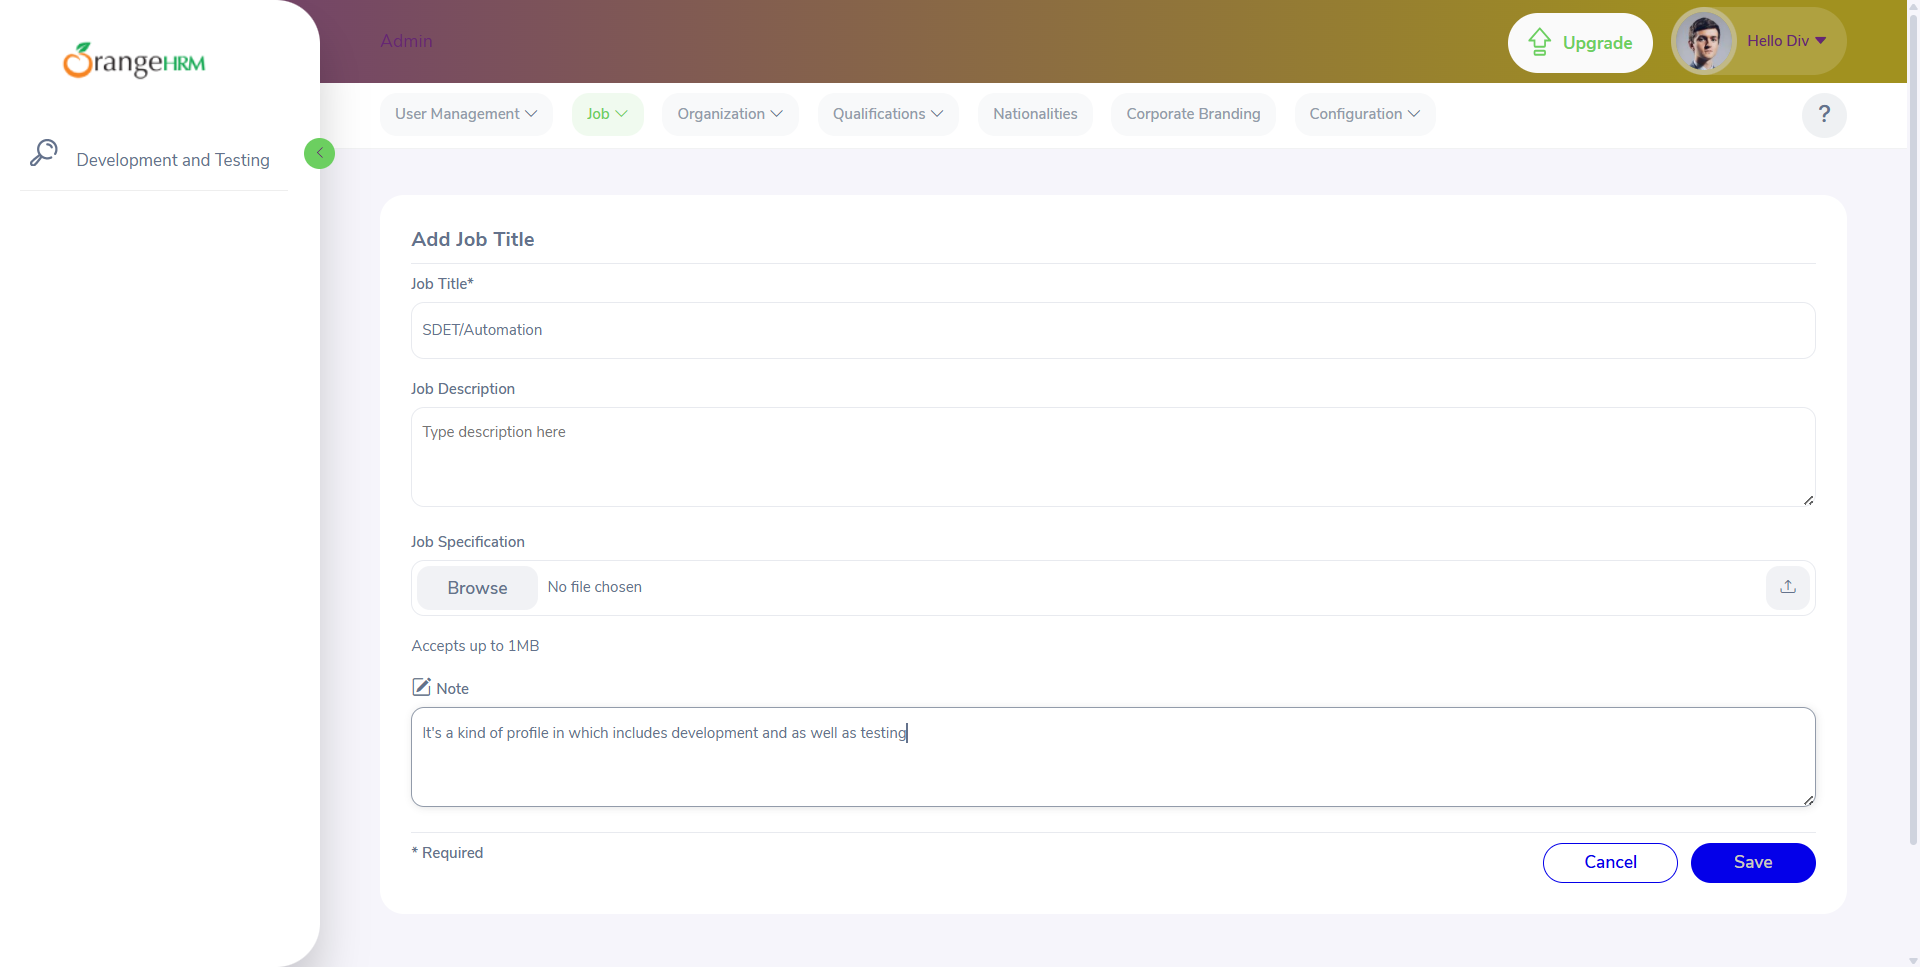 OrangeHRM
Admin
Upgrade
Hello Div
Development and Testing
User Management
Job
Organization
Qualifications
Nationalities
Corporate Branding
Configuration
?
Add Job Title
Job Title*
SDET/Automation
Job Description
Type description here
Job Specification
Browse
No file chosen
Accepts up to 1MB
Note
It's a kind of profile in which includes development and as well as testing
* Required
Cancel
Save